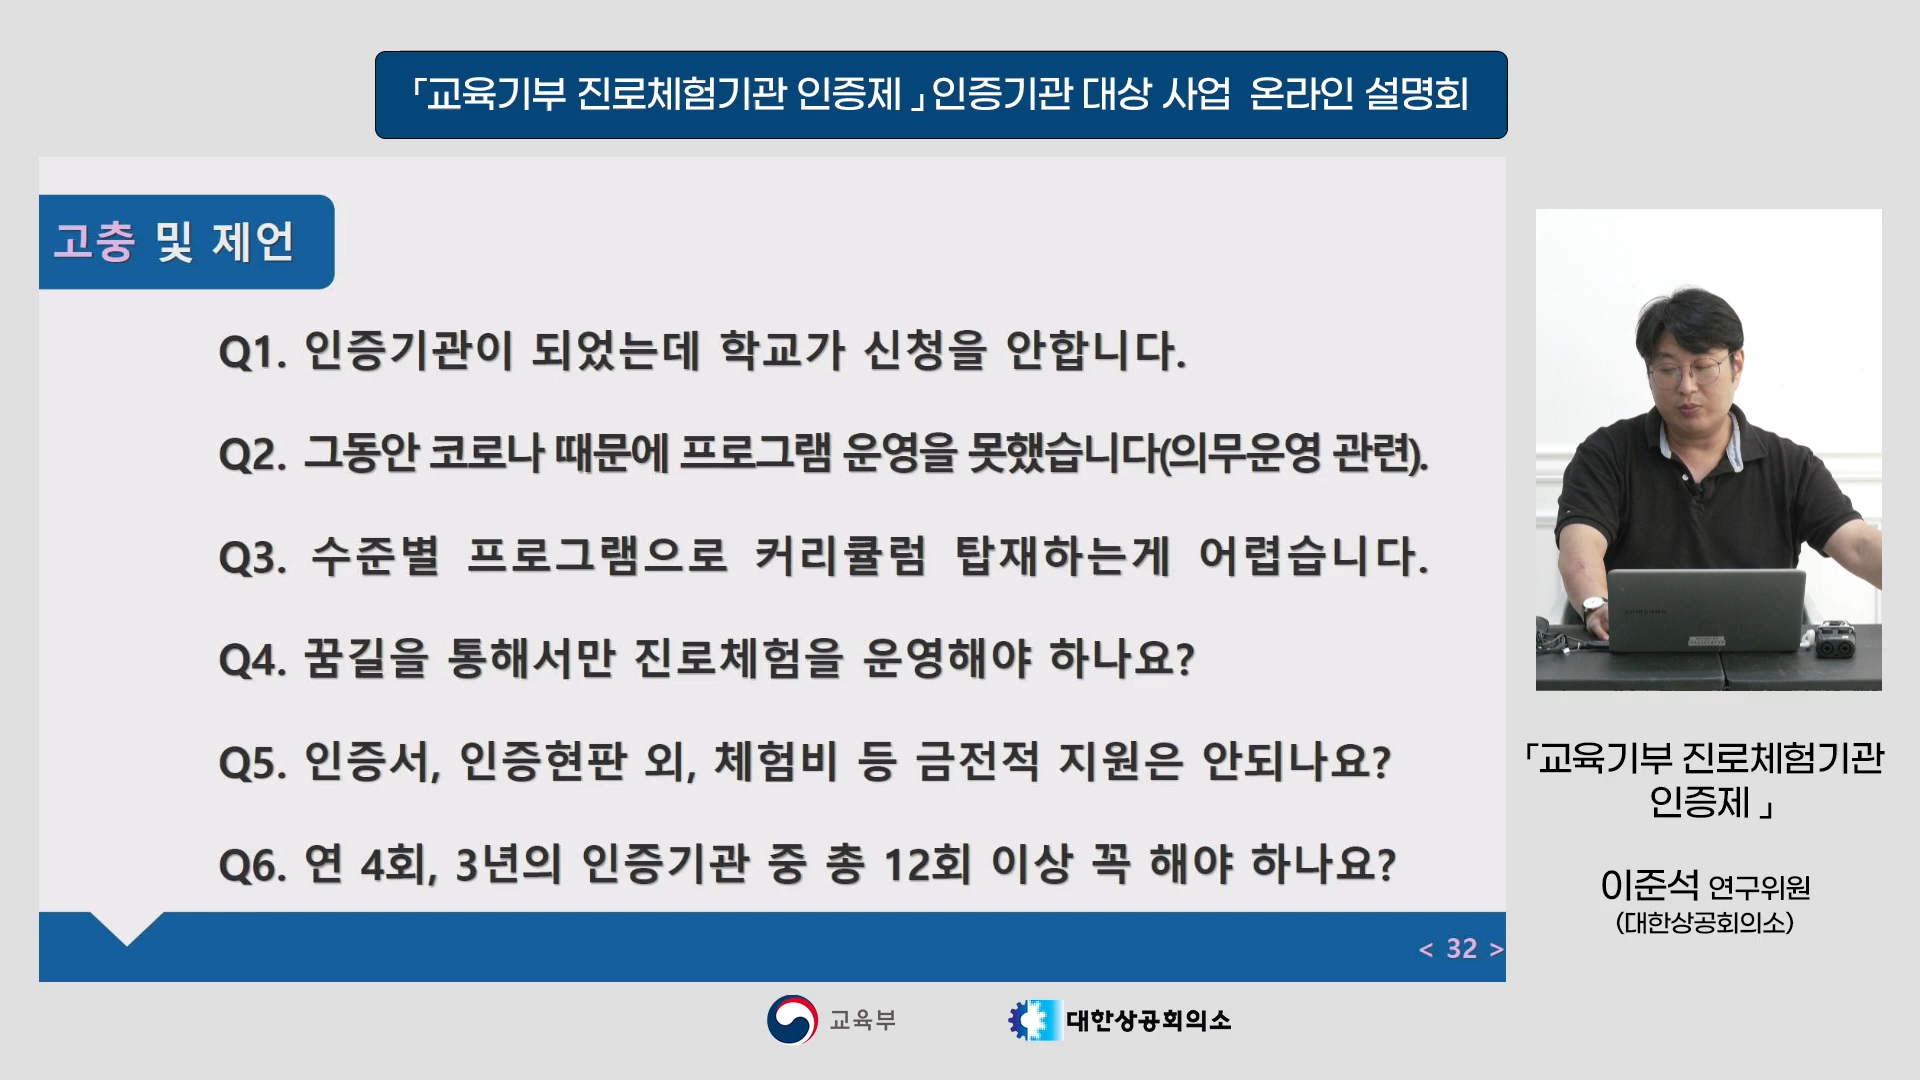 「교육기부 진로체험기관 인증제」인증기관 대상 사업 온라인 설명회
고충 및 제언
Q1. 인증기관이 되었는데 학교가 신청을 안합니다.
Q2. 그동안 코로나 때문에 프로그램 운영을 못했습니다(의무운영 관련).
Q3. 수준별 프로그램으로 커리큘럼 탑재하는게 어렵습니다.
Q4. 꿈길을 통해서만 진로체험을 운영해야 하나요?
Q5. 인증서, 인증현판 외, 체험비 등 금전적 지원은 안되나요?
Q6. 연 4회, 3년의 인증기관 중 총 12회 이상 꼭 해야 하나요?
< 32 >
SAMSUNG
「교육기부 진로체험기관
인증제」
이준석 연구위원
(대한상공회의소)
교육부
대한상공회의소